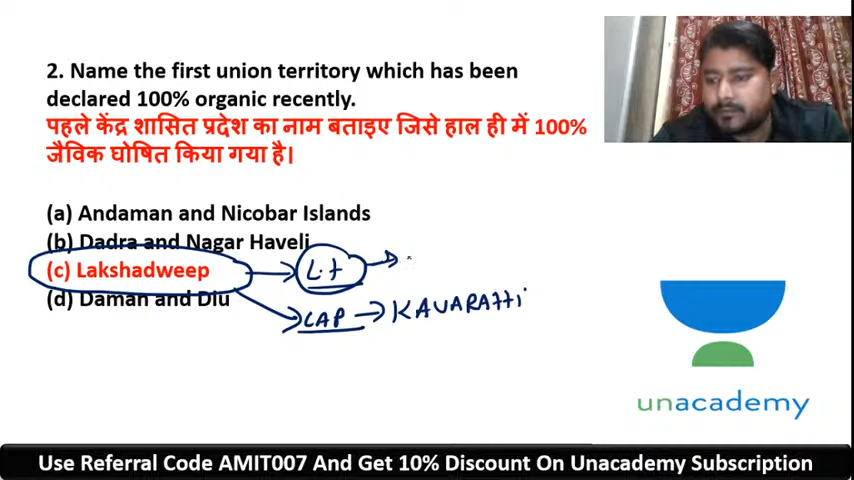 2. Name the first union territory which has been
declared 100% organic recently.
पहले केंद्र शासित प्रदेश का नाम बताइए जिसे हाल ही में 100%
जैविक घोषित किया गया है।
(a) Andaman and Nicobar Islands
(b) Dadra and Nagar Haveli
(c) Lakshadweep
L.t
(d) Daman and Diu
CAP → KAVARATTI
unacademy
Use Referral Code AMIT007 And Get 10% Discount On Unacademy Subscription